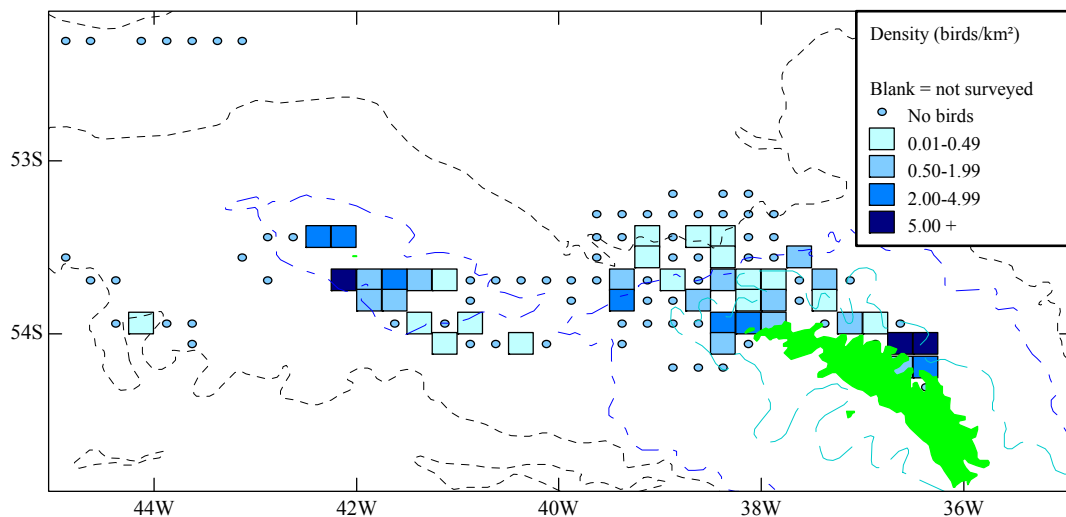 Density (birds/km²)
Blank = not surveyed
No birds
0.01-0.49
0.50-1.99
2.00-4.99
5.00 +
53S
54S
44W
42W
40W
38W
36W